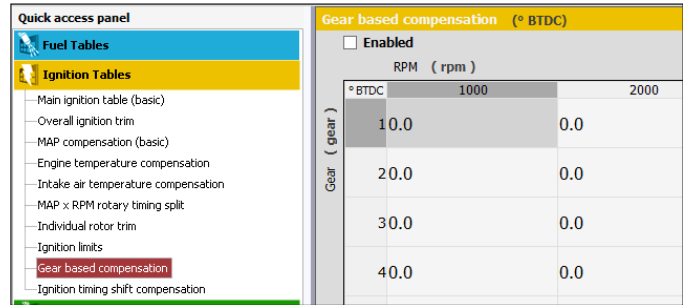 Quick access panel
Fuel Tables
Ignition Tables
Main ignition table (basic)
Overall ignition trim
MAP compensation (basic)
Engine temperature compensation
Intake air temperature compensation
MAP x RPM rotary timing split
Individual rotor trim
Ignition limits
Gear based compensation
Ignition timing shift compensation
Gear based compensation (° BTDC)
Enabled
RPM ( rpm )
° BTDC 1000 2000
Gear ( gear )
1 0.0 0.0
2 0.0 0.0
3 0.0 0.0
4 0.0 0.0